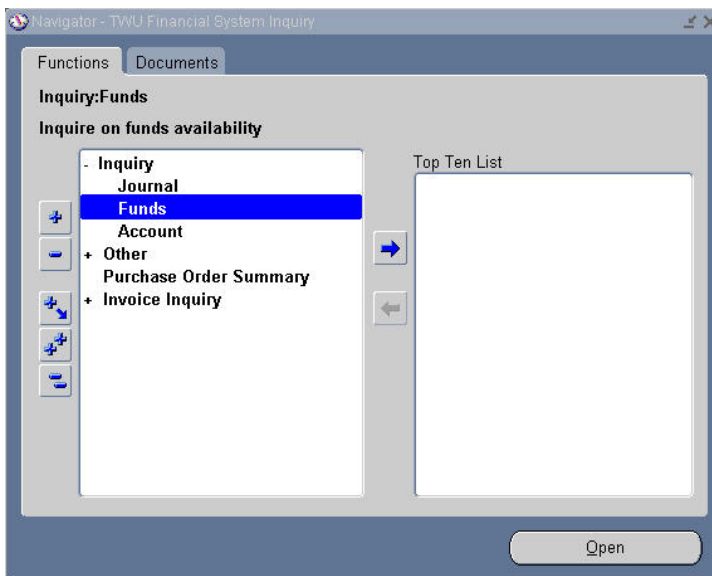 Navigator - TWU Financial System Inquiry
Functions
Documents
Inquiry:Funds
Inquire on funds availability
Top Ten List
- Inquiry
Journal
Funds
Account
+ Other
Purchase Order Summary
+ Invoice Inquiry
Open